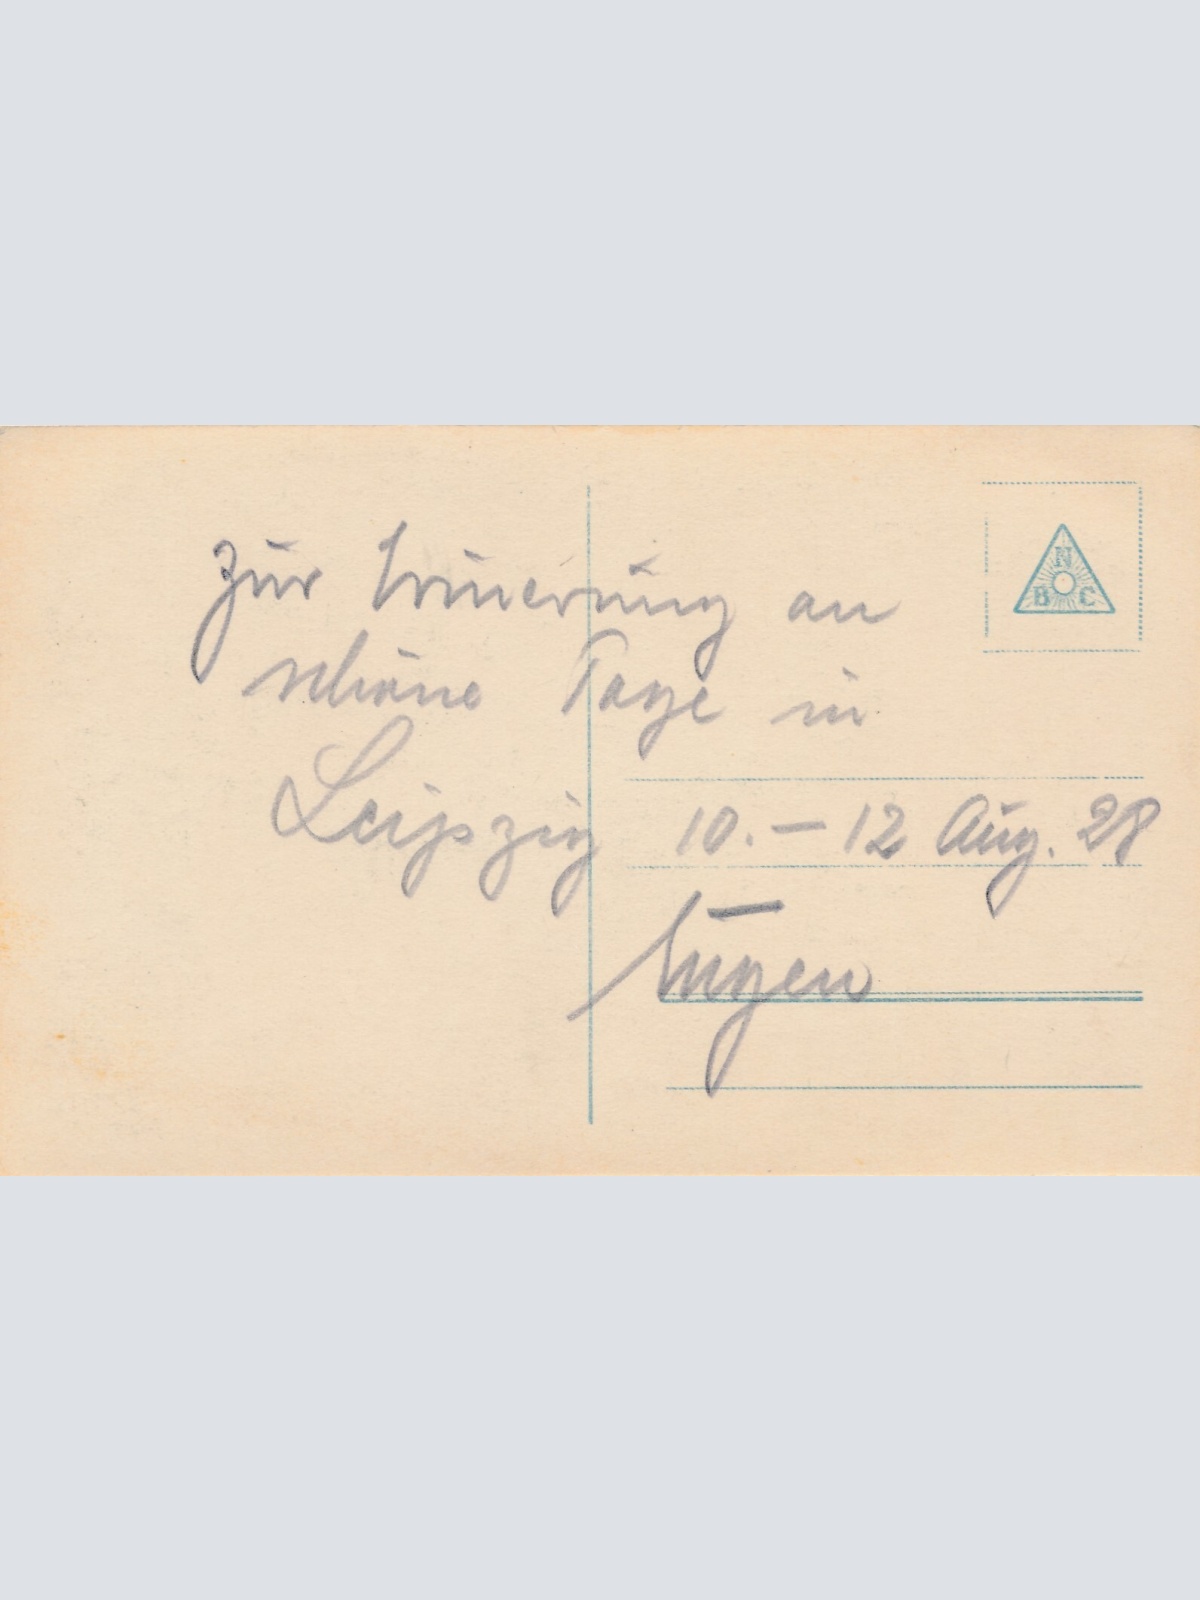 N
B C
Zur Erinnerung an
schöne Tage in
Leipzig 10. – 12 Aug. 28
Eugen